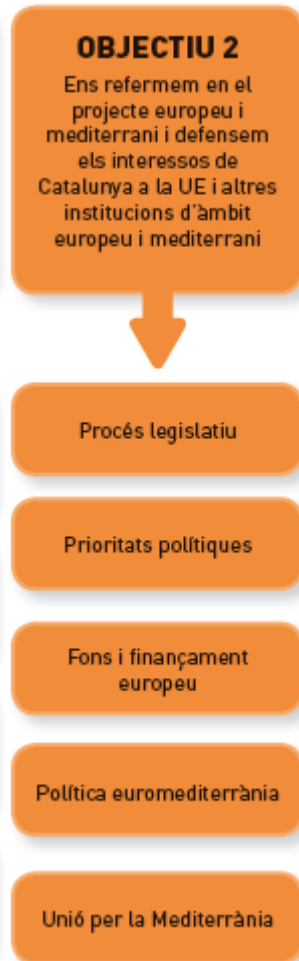 OBJECTIU 2
Ens refermem en el
projecte europeu i
mediterrani i defensem
els interessos de
Catalunya a la UE i altres
institucions d'àmbit
europeu i mediterrani
Procés legislatiu
Prioritats polítiques
Fons i finançament
europeu
Política euromediterrània
Unió per la Mediterrània